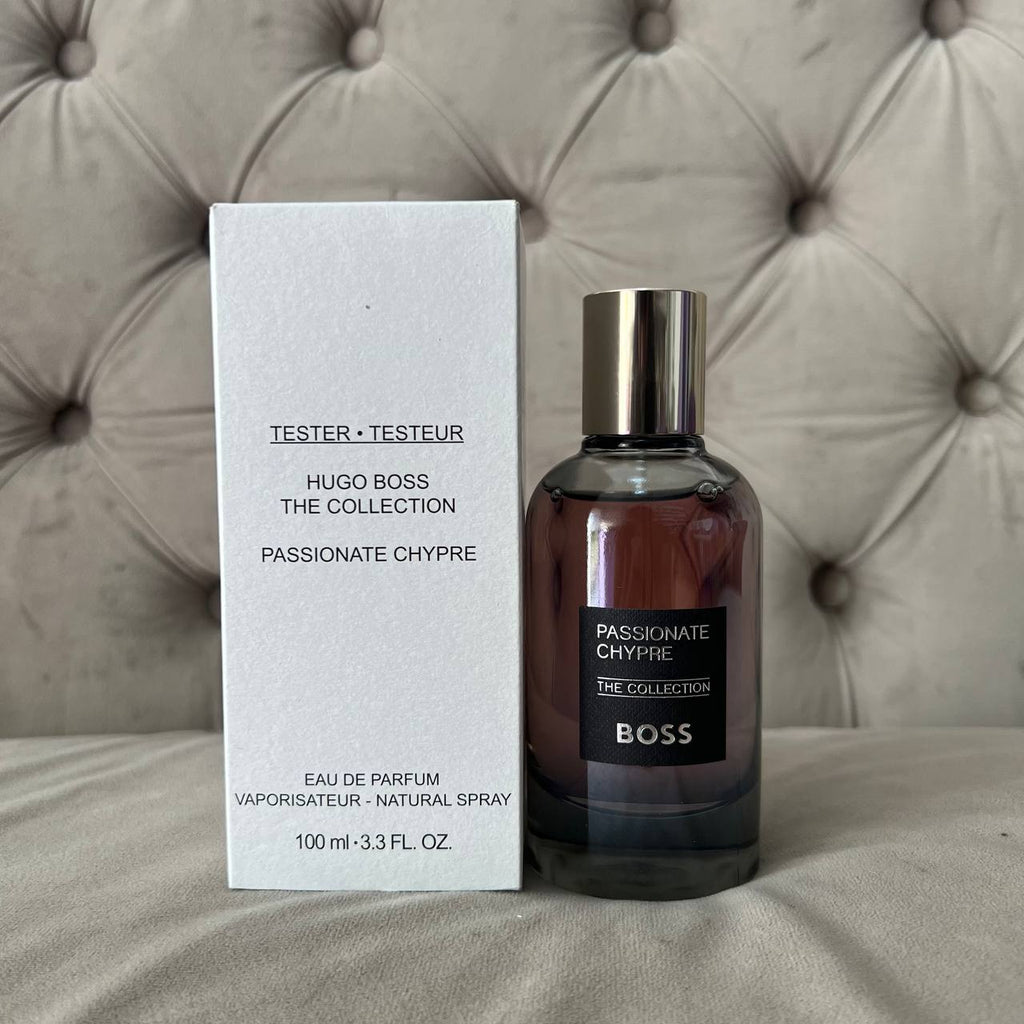 TESTER • TESTEUR
HUGO BOSS
THE COLLECTION
PASSIONATE CHYPRE
EAU DE PARFUM
VAPORISATEUR - NATURAL SPRAY
100 ml • 3.3 FL. OZ.
PASSIONATE
CHYPRE
THE COLLECTION
BOSS